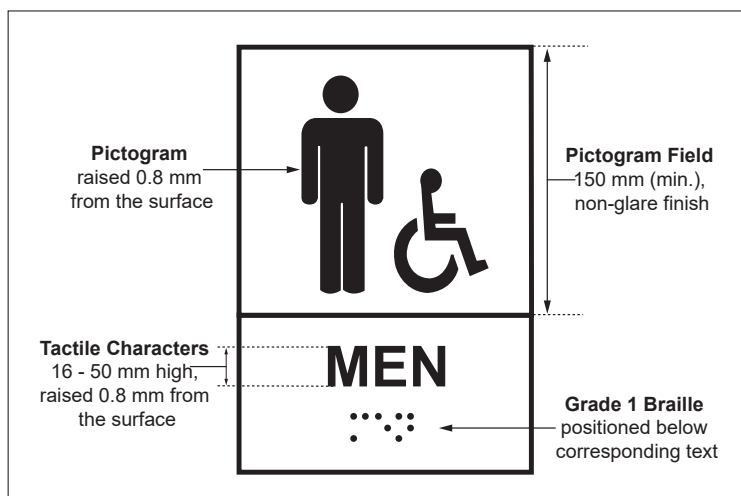 Pictogram
raised 0.8 mm
from the surface
Pictogram Field
150 mm (min.),
non-glare finish
Tactile Characters
16 - 50 mm high,
raised 0.8 mm from
the surface
MEN
⠍⠑⠝
Grade 1 Braille
positioned below
corresponding text